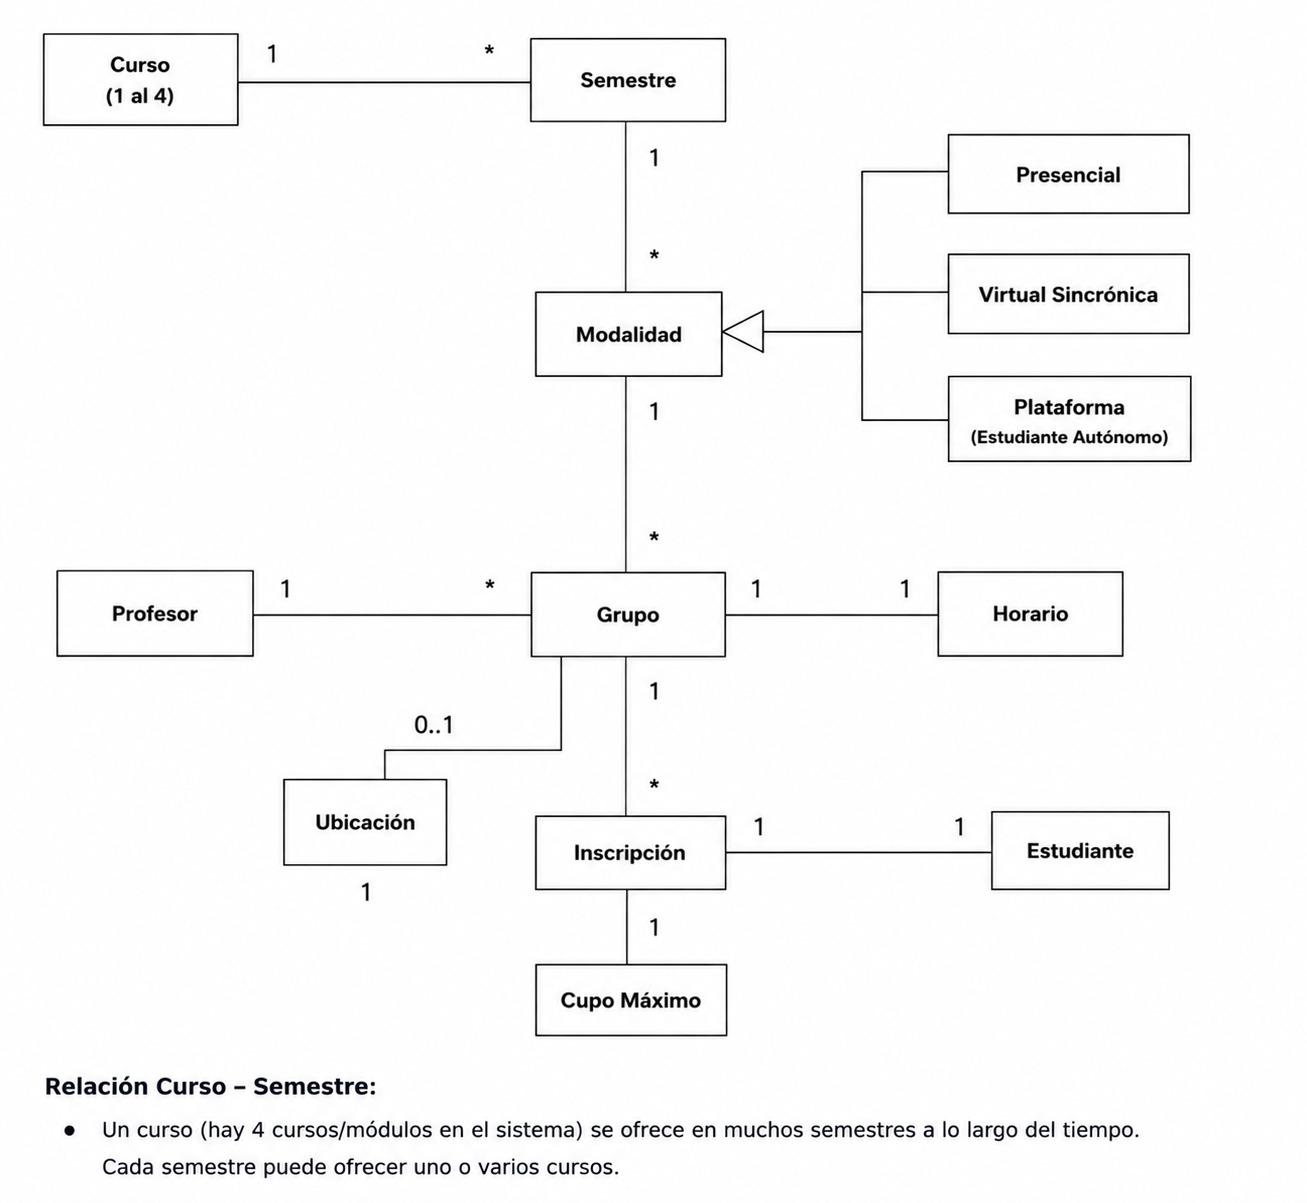 Curso
(1 al 4)
1
*
Semestre
1
*
Presencial
Virtual Sincrónica
Plataforma
(Estudiante Autónomo)
Modalidad
1
*
Profesor
1
*
Grupo
1
1
Horario
1
0..1
*
Ubicación
1
Inscripción
1
1
Estudiante
1
Cupo Máximo
Relación Curso – Semestre:
● Un curso (hay 4 cursos/módulos en el sistema) se ofrece en muchos semestres a lo largo del tiempo.
Cada semestre puede ofrecer uno o varios cursos.